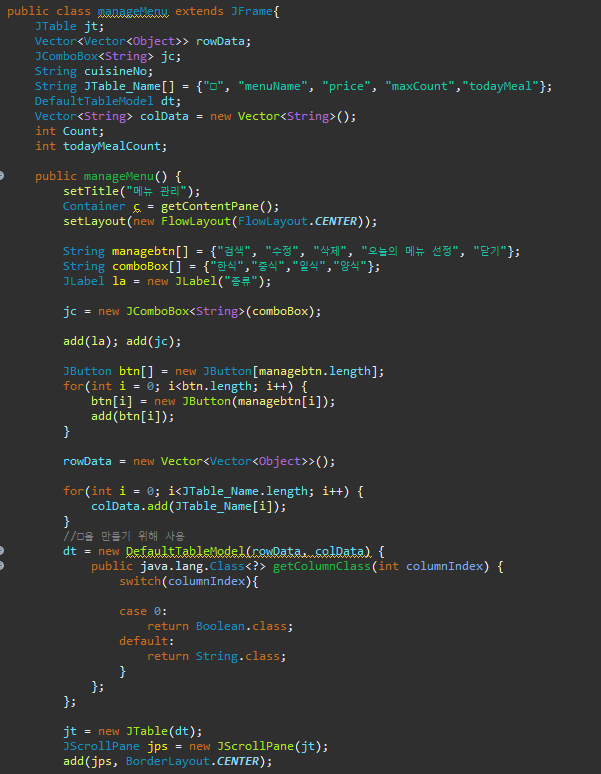 public class manageMenu extends JFrame{
    JTable jt;
    Vector<Vector<Object>> rowData;
    JComboBox<String> jc;
    String cuisineNo;
    String JTable_Name[] = {"□", "menuName", "price", "maxCount","todayMeal"};
    DefaultTableModel dt;
    Vector<String> colData = new Vector<String>();
    int Count;
    int todayMealCount;
    public manageMenu() {
        setTitle("메뉴 관리");
        Container c = getContentPane();
        setLayout(new FlowLayout(FlowLayout.CENTER));
        String managebtn[] = {"검색", "수정", "삭제", "오늘의 메뉴 선정", "닫기"};
        String comboBox[] = {"한식","중식","일식","양식"};
        JLabel la = new JLabel("종류");
        jc = new JComboBox<String>(comboBox);
        add(la); add(jc);
        JButton btn[] = new JButton[managebtn.length];
        for(int i = 0; i<btn.length; i++) {
            btn[i] = new JButton(managebtn[i]);
            add(btn[i]);
        }
        rowData = new Vector<Vector<Object>>();
        for(int i = 0; i<JTable_Name.length; i++) {
            colData.add(JTable_Name[i]);
        }
        //□을 만들기 위해 사용
        dt = new DefaultTableModel(rowData, colData) {
            public java.lang.Class<?> getColumnClass(int columnIndex) {
                switch(columnIndex){
                case 0:
                    return Boolean.class;
                default:
                    return String.class;
                }
            };
        };
        jt = new JTable(dt);
        JScrollPane jps = new JScrollPane(jt);
        add(jps, BorderLayout.CENTER);